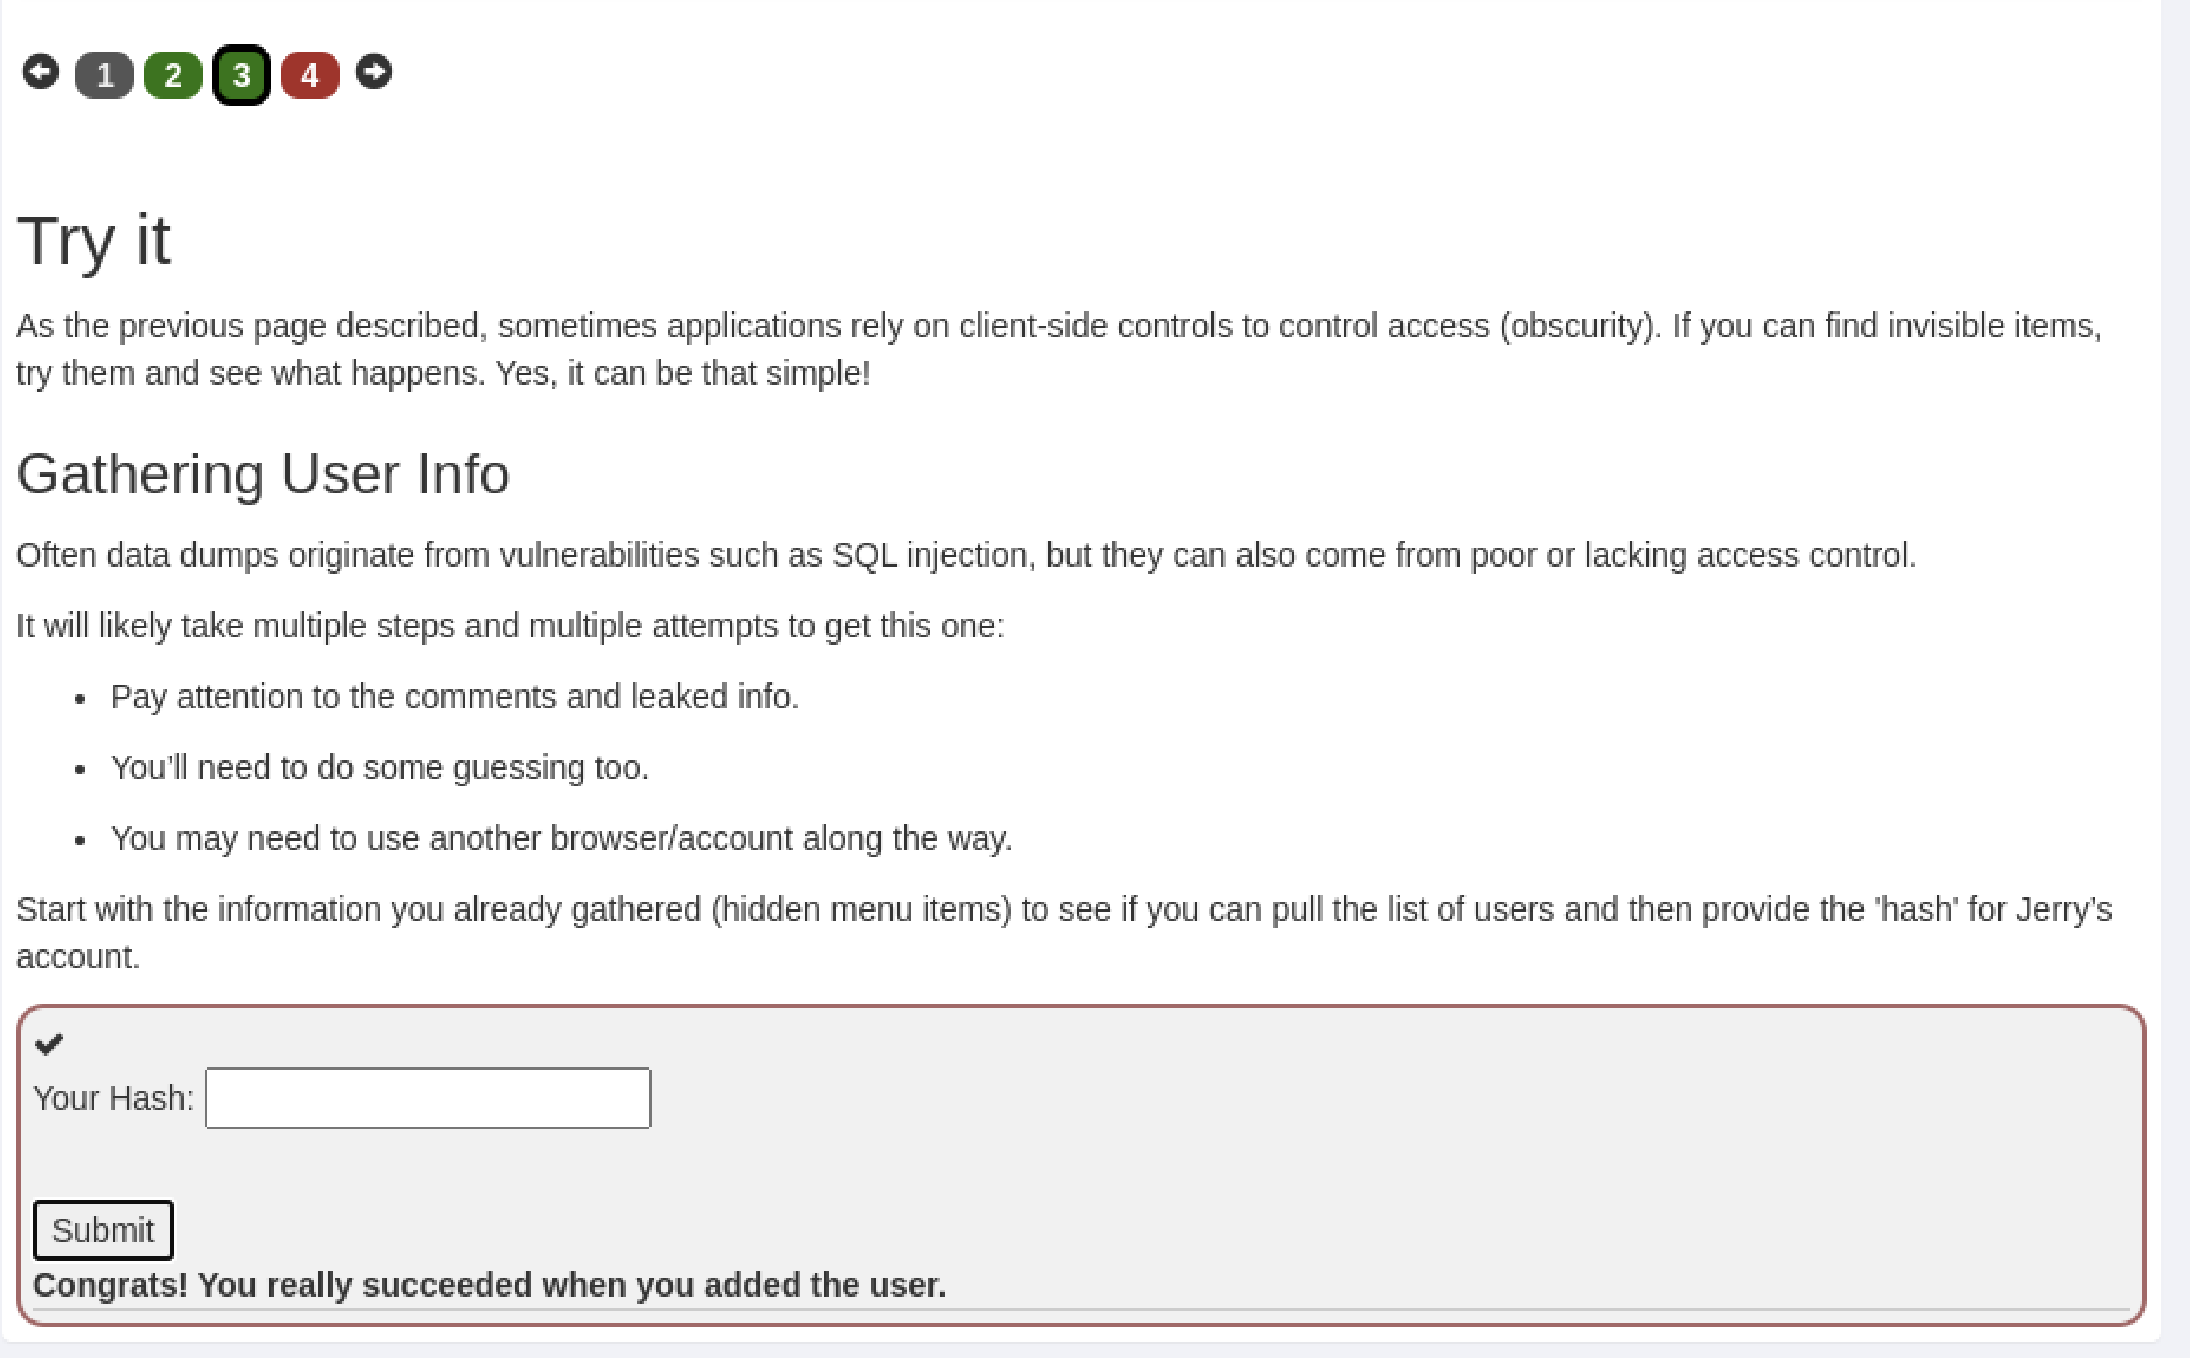 1 2 3 4
Try it
As the previous page described, sometimes applications rely on client-side controls to control access (obscurity). If you can find invisible items,
try them and see what happens. Yes, it can be that simple!
Gathering User Info
Often data dumps originate from vulnerabilities such as SQL injection, but they can also come from poor or lacking access control.
It will likely take multiple steps and multiple attempts to get this one:
• Pay attention to the comments and leaked info.
• You’ll need to do some guessing too.
• You may need to use another browser/account along the way.
Start with the information you already gathered (hidden menu items) to see if you can pull the list of users and then provide the 'hash' for Jerry’s
account.
Your Hash:
Submit
Congrats! You really succeeded when you added the user.